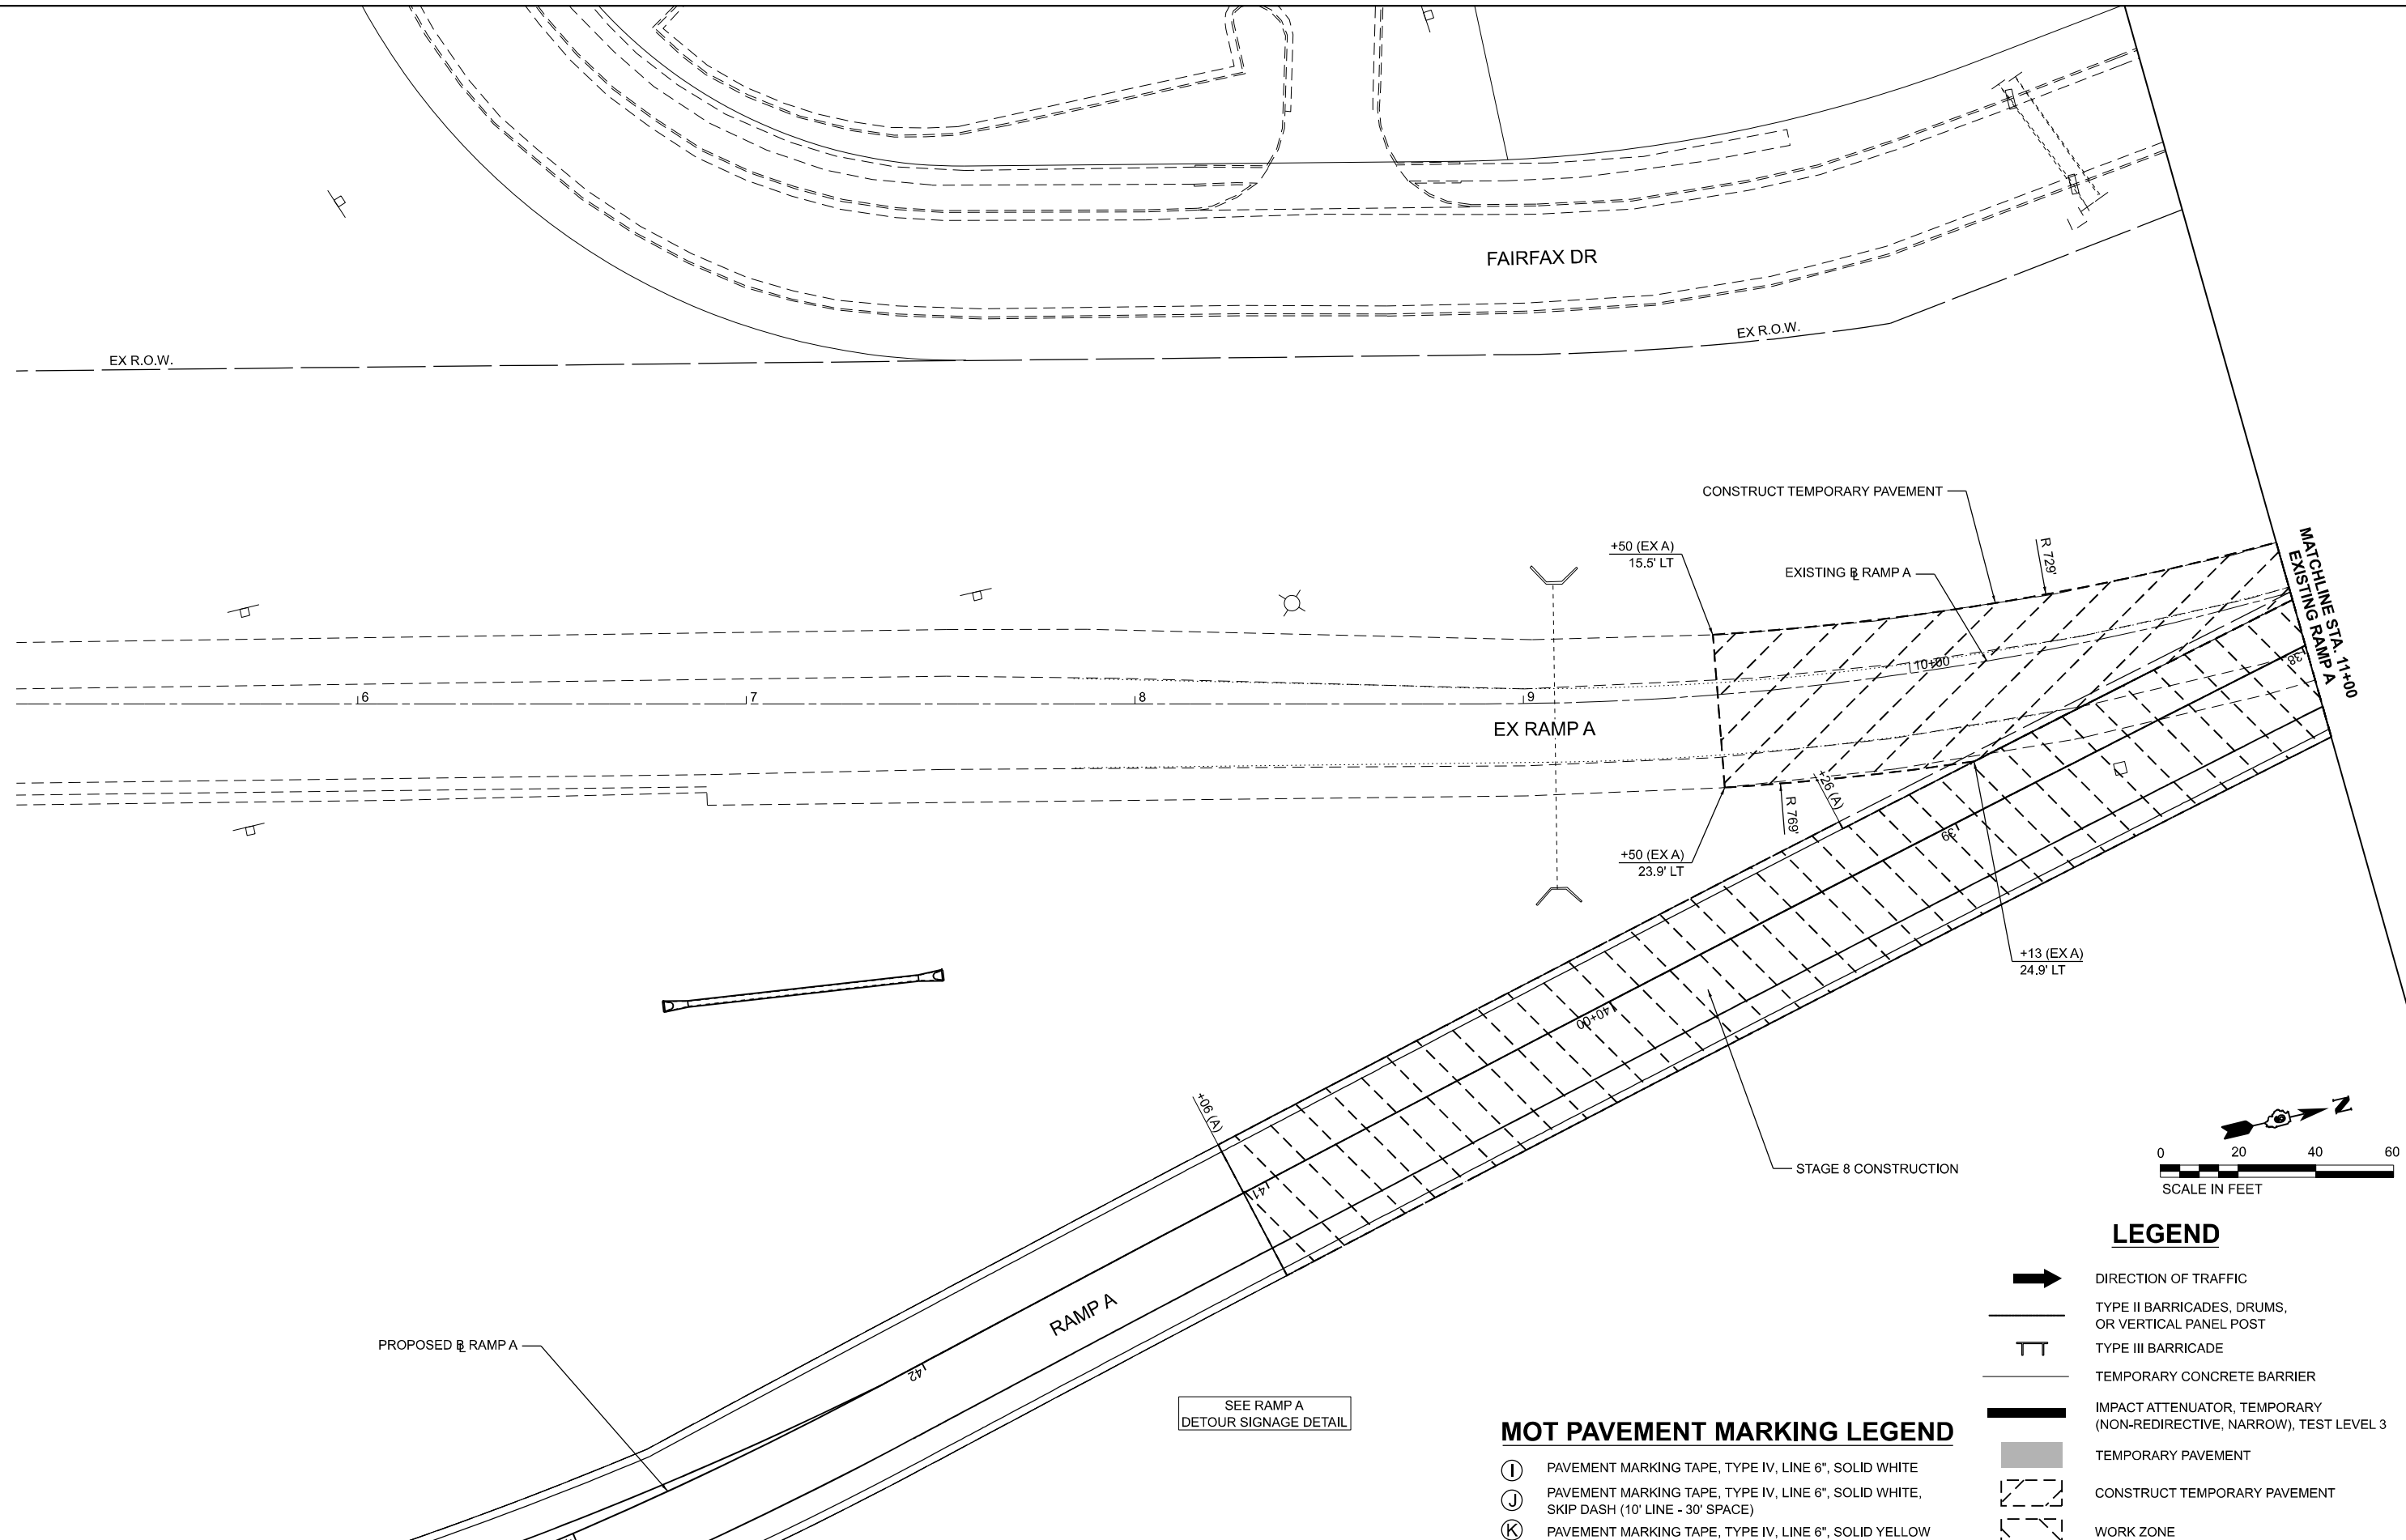 FAIRFAX DR
EX R.O.W.
EX R.O.W.
CONSTRUCT TEMPORARY PAVEMENT
+50 (EX A)
15.5' LT
R 729'
EXISTING BL RAMP A
MATCHLINE STA. 11+00
EXISTING RAMP A
10+00
38
6
7
8
9
EX RAMP A
+26 (A)
R 769'
39
+50 (EX A)
23.9' LT
+13 (EX A)
24.9' LT
140+00
+06 (A)
141
STAGE 8 CONSTRUCTION
N
0 20 40 60
SCALE IN FEET
RAMP A
PROPOSED BL RAMP A
142
SEE RAMP A
DETOUR SIGNAGE DETAIL
LEGEND
DIRECTION OF TRAFFIC
TYPE II BARRICADES, DRUMS,
OR VERTICAL PANEL POST
TYPE III BARRICADE
TEMPORARY CONCRETE BARRIER
IMPACT ATTENUATOR, TEMPORARY
(NON-REDIRECTIVE, NARROW), TEST LEVEL 3
TEMPORARY PAVEMENT
CONSTRUCT TEMPORARY PAVEMENT
WORK ZONE
MOT PAVEMENT MARKING LEGEND
I PAVEMENT MARKING TAPE, TYPE IV, LINE 6", SOLID WHITE
J PAVEMENT MARKING TAPE, TYPE IV, LINE 6", SOLID WHITE,
SKIP DASH (10' LINE - 30' SPACE)
K PAVEMENT MARKING TAPE, TYPE IV, LINE 6", SOLID YELLOW